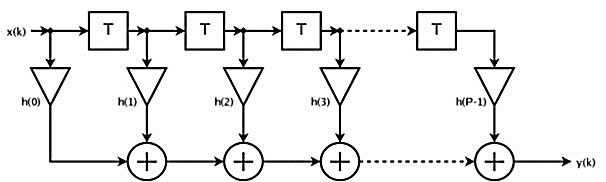 x(k) T T T T
h(0) h(1) h(2) h(3) h(P-1)
y(k)